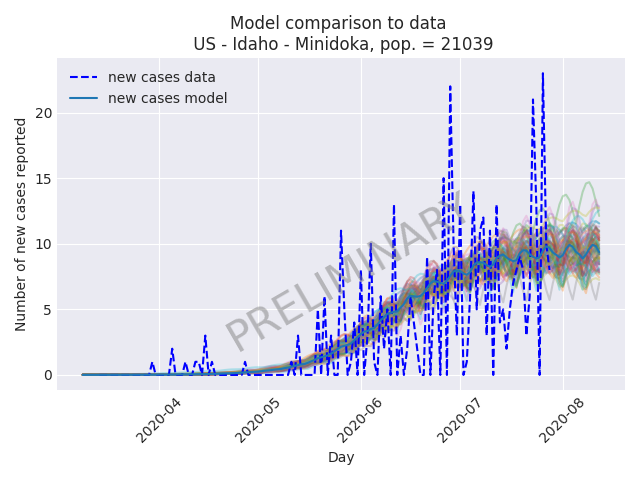 Model comparison to data
US - Idaho - Minidoka, pop. = 21039
new cases data
new cases model
Number of new cases reported
20
15
10
5
0
PRELIMINARY
2020-04
2020-05
2020-06
2020-07
2020-08
Day